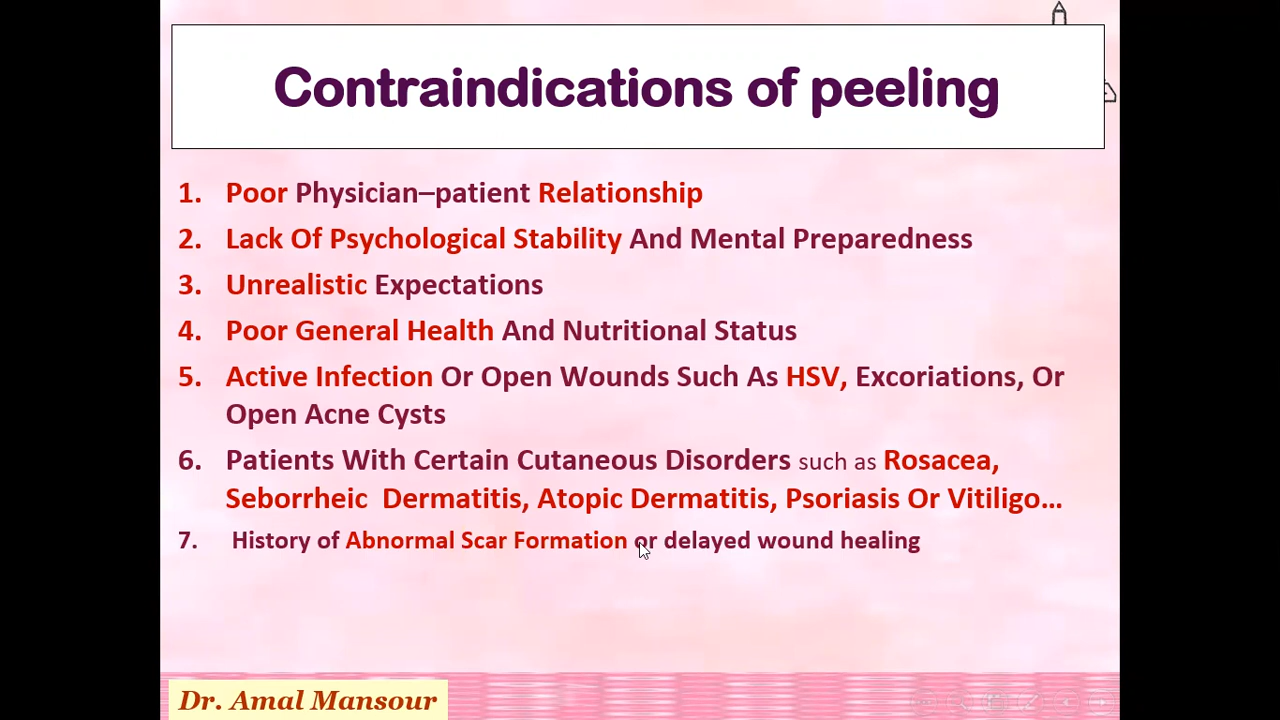 Contraindications of peeling
1. Poor Physician–patient Relationship
2. Lack Of Psychological Stability And Mental Preparedness
3. Unrealistic Expectations
4. Poor General Health And Nutritional Status
5. Active Infection Or Open Wounds Such As HSV, Excoriations, Or
Open Acne Cysts
6. Patients With Certain Cutaneous Disorders such as Rosacea,
Seborrheic Dermatitis, Atopic Dermatitis, Psoriasis Or Vitiligo...
7. History of Abnormal Scar Formation or delayed wound healing
Dr. Amal Mansour